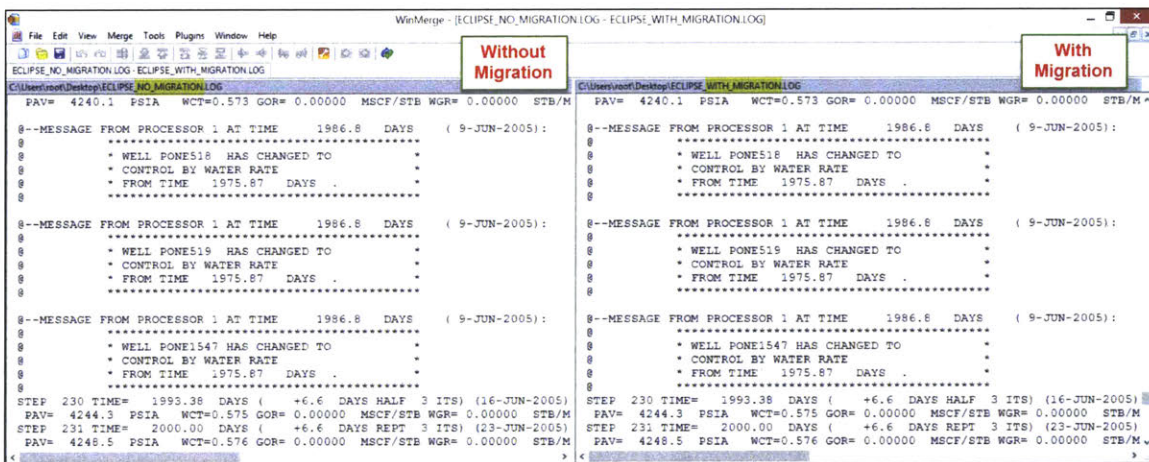 WinMerge - [ECLIPSE_NO_MIGRATION.LOG - ECLIPSE_WITH_MIGRATION.LOG]
File Edit View Merge Tools Plugins Window Help
ECLIPSE_NO_MIGRATION.LOG - ECLIPSE_WITH_MIGRATION.LOG
Without
Migration
With
Migration
C:\Users\root\Desktop\ECLIPSE_NO_MIGRATION.LOG
PAV= 4240.1 PSIA WCT=0.573 GOR= 0.00000 MSCF/STB WGR= 0.00000 STB/M
@--MESSAGE FROM PROCESSOR 1 AT TIME 1986.8 DAYS ( 9-JUN-2005):
@ **********************************************
@ * WELL PONE518 HAS CHANGED TO *
@ * CONTROL BY WATER RATE *
@ * FROM TIME 1975.87 DAYS . *
@ **********************************************
@--MESSAGE FROM PROCESSOR 1 AT TIME 1986.8 DAYS ( 9-JUN-2005):
@ **********************************************
@ * WELL PONE519 HAS CHANGED TO *
@ * CONTROL BY WATER RATE *
@ * FROM TIME 1975.87 DAYS . *
@ **********************************************
@--MESSAGE FROM PROCESSOR 1 AT TIME 1986.8 DAYS ( 9-JUN-2005):
@ **********************************************
@ * WELL PONE1547 HAS CHANGED TO *
@ * CONTROL BY WATER RATE *
@ * FROM TIME 1975.87 DAYS . *
@ **********************************************
STEP 230 TIME= 1993.38 DAYS ( +6.6 DAYS HALF 3 ITS) (16-JUN-2005)
PAV= 4244.3 PSIA WCT=0.575 GOR= 0.00000 MSCF/STB WGR= 0.00000 STB/M
STEP 231 TIME= 2000.00 DAYS ( +6.6 DAYS REPT 3 ITS) (23-JUN-2005)
PAV= 4248.5 PSIA WCT=0.576 GOR= 0.00000 MSCF/STB WGR= 0.00000 STB/M
C:\Users\root\Desktop\ECLIPSE_WITH_MIGRATION.LOG
PAV= 4240.1 PSIA WCT=0.573 GOR= 0.00000 MSCF/STB WGR= 0.00000 STB/M
@--MESSAGE FROM PROCESSOR 1 AT TIME 1986.8 DAYS ( 9-JUN-2005):
@ **********************************************
@ * WELL PONE518 HAS CHANGED TO *
@ * CONTROL BY WATER RATE *
@ * FROM TIME 1975.87 DAYS . *
@ **********************************************
@--MESSAGE FROM PROCESSOR 1 AT TIME 1986.8 DAYS ( 9-JUN-2005):
@ **********************************************
@ * WELL PONE519 HAS CHANGED TO *
@ * CONTROL BY WATER RATE *
@ * FROM TIME 1975.87 DAYS . *
@ **********************************************
@--MESSAGE FROM PROCESSOR 1 AT TIME 1986.8 DAYS ( 9-JUN-2005):
@ **********************************************
@ * WELL PONE1547 HAS CHANGED TO *
@ * CONTROL BY WATER RATE *
@ * FROM TIME 1975.87 DAYS . *
@ **********************************************
STEP 230 TIME= 1993.38 DAYS ( +6.6 DAYS HALF 3 ITS) (16-JUN-2005)
PAV= 4244.3 PSIA WCT=0.575 GOR= 0.00000 MSCF/STB WGR= 0.00000 STB/M
STEP 231 TIME= 2000.00 DAYS ( +6.6 DAYS REPT 3 ITS) (23-JUN-2005)
PAV= 4248.5 PSIA WCT=0.576 GOR= 0.00000 MSCF/STB WGR= 0.00000 STB/M